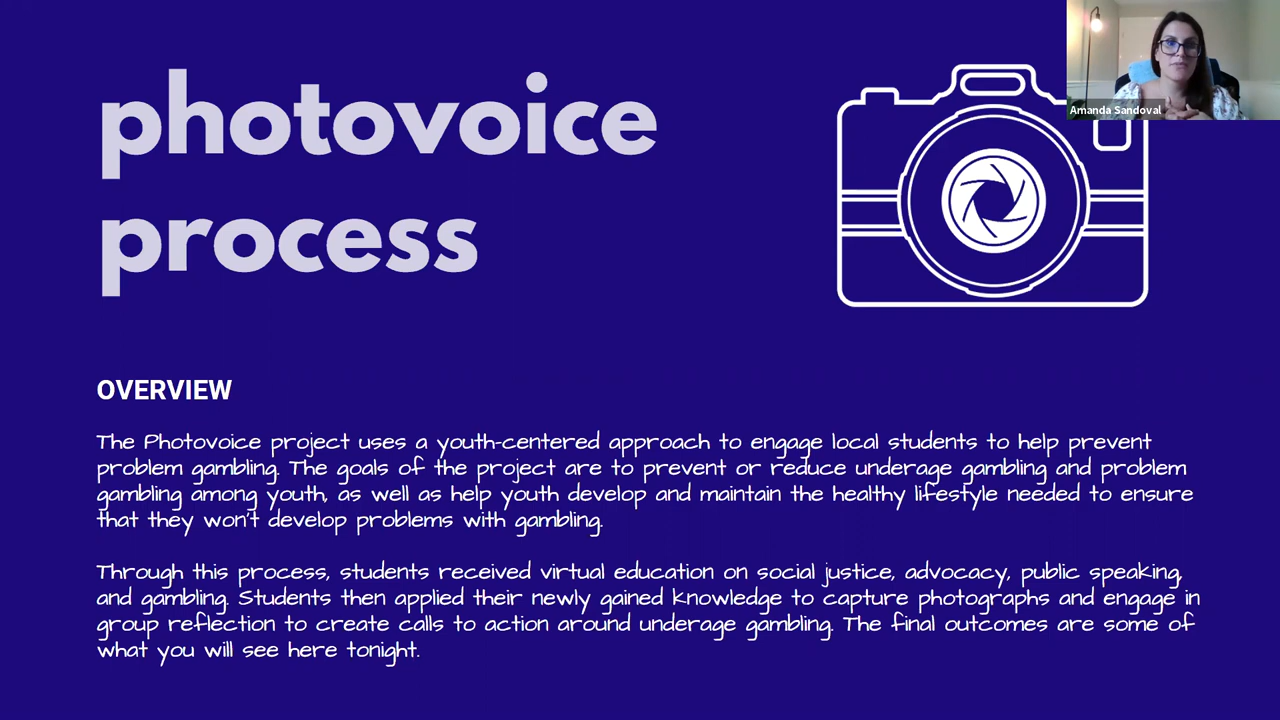 photovoice
process
Amanda Sandoval
OVERVIEW
The Photovoice project uses a youth-centered approach to engage local students to help prevent
problem gambling. The goals of the project are to prevent or reduce underage gambling and problem
gambling among youth, as well as help youth develop and maintain the healthy lifestyle needed to ensure
that they won't develop problems with gambling.
Through this process, students received virtual education on social justice, advocacy, public speaking,
and gambling. Students then applied their newly gained knowledge to capture photographs and engage in
group reflection to create calls to action around underage gambling. The final outcomes are some of
what you will see here tonight.